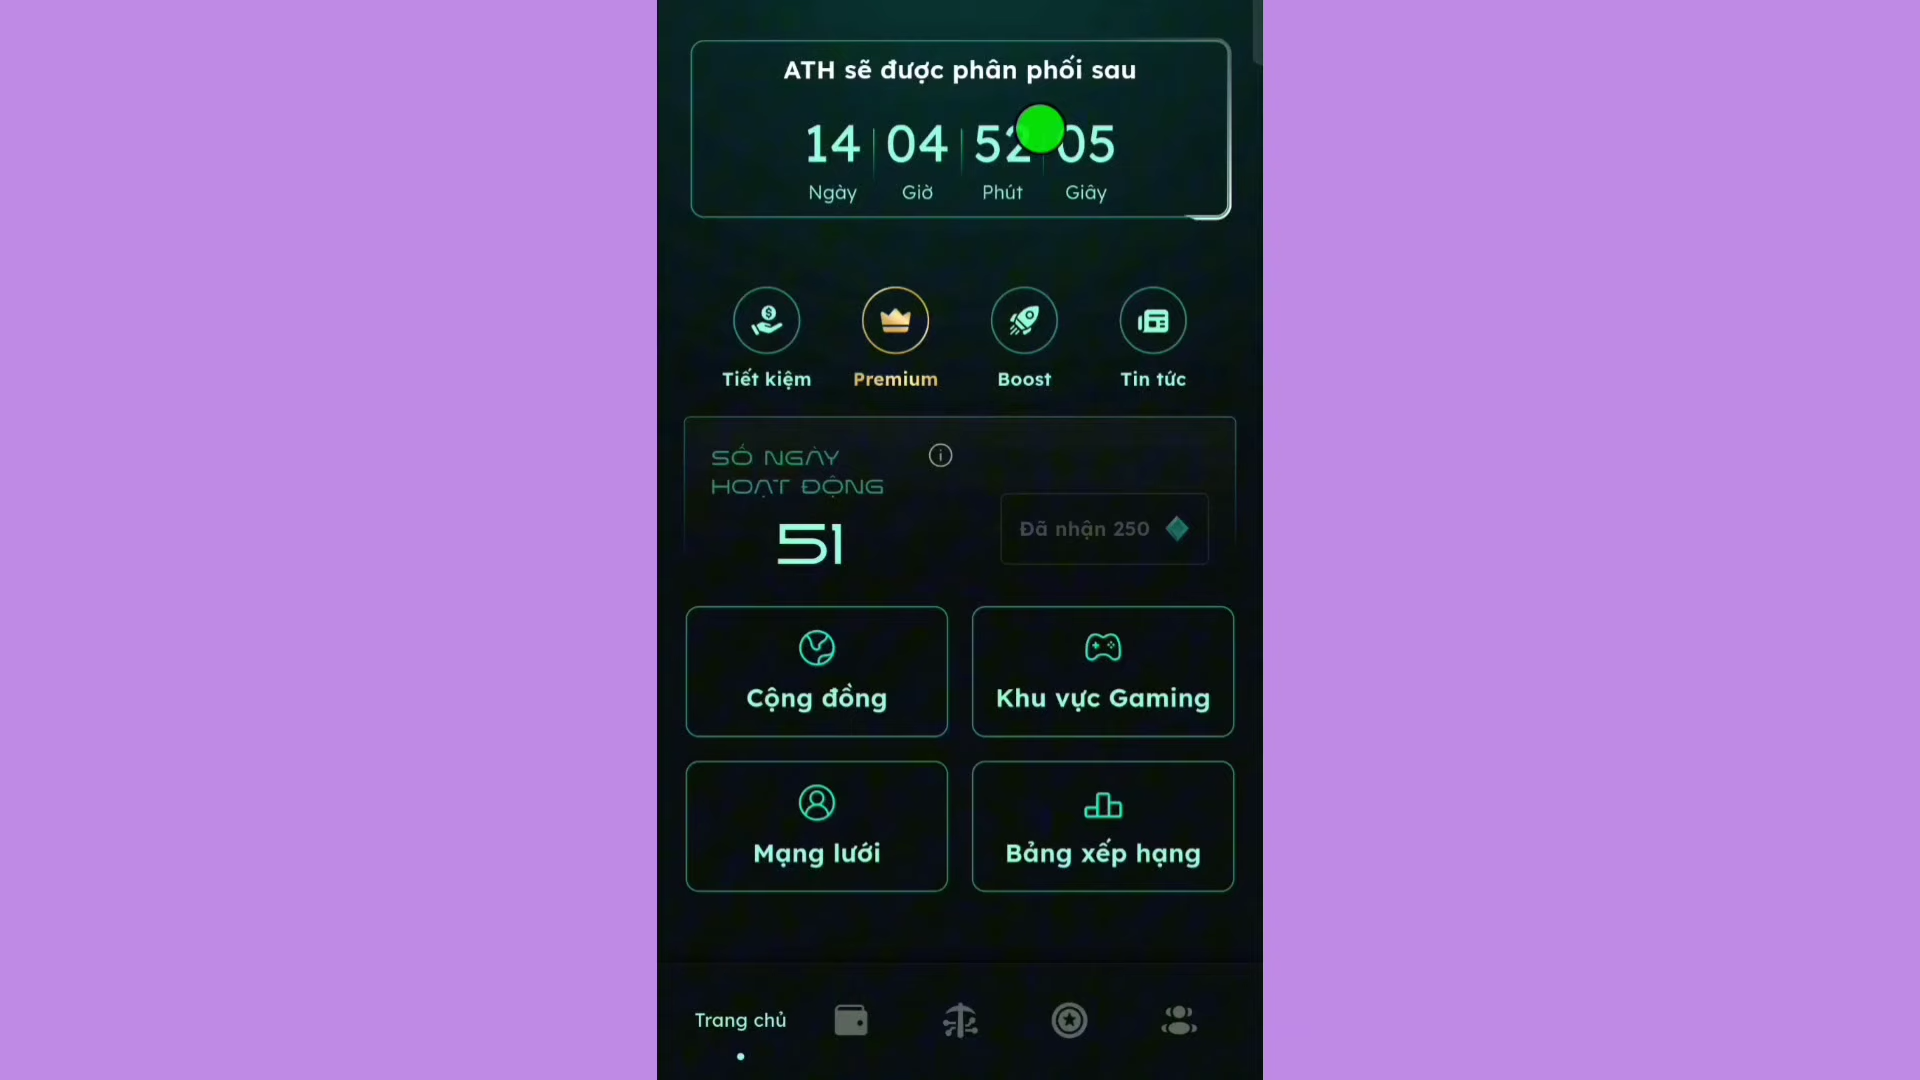 ATH sẽ được phân phối sau
14 04 52 05
Ngày Giờ Phút Giây
Tiết kiệm Premium Boost Tin tức
SỐ NGÀY
HOẠT ĐỘNG
51
Đã nhận 250
Cộng đồng Khu vực Gaming
Mạng lưới Bảng xếp hạng
Trang chủ